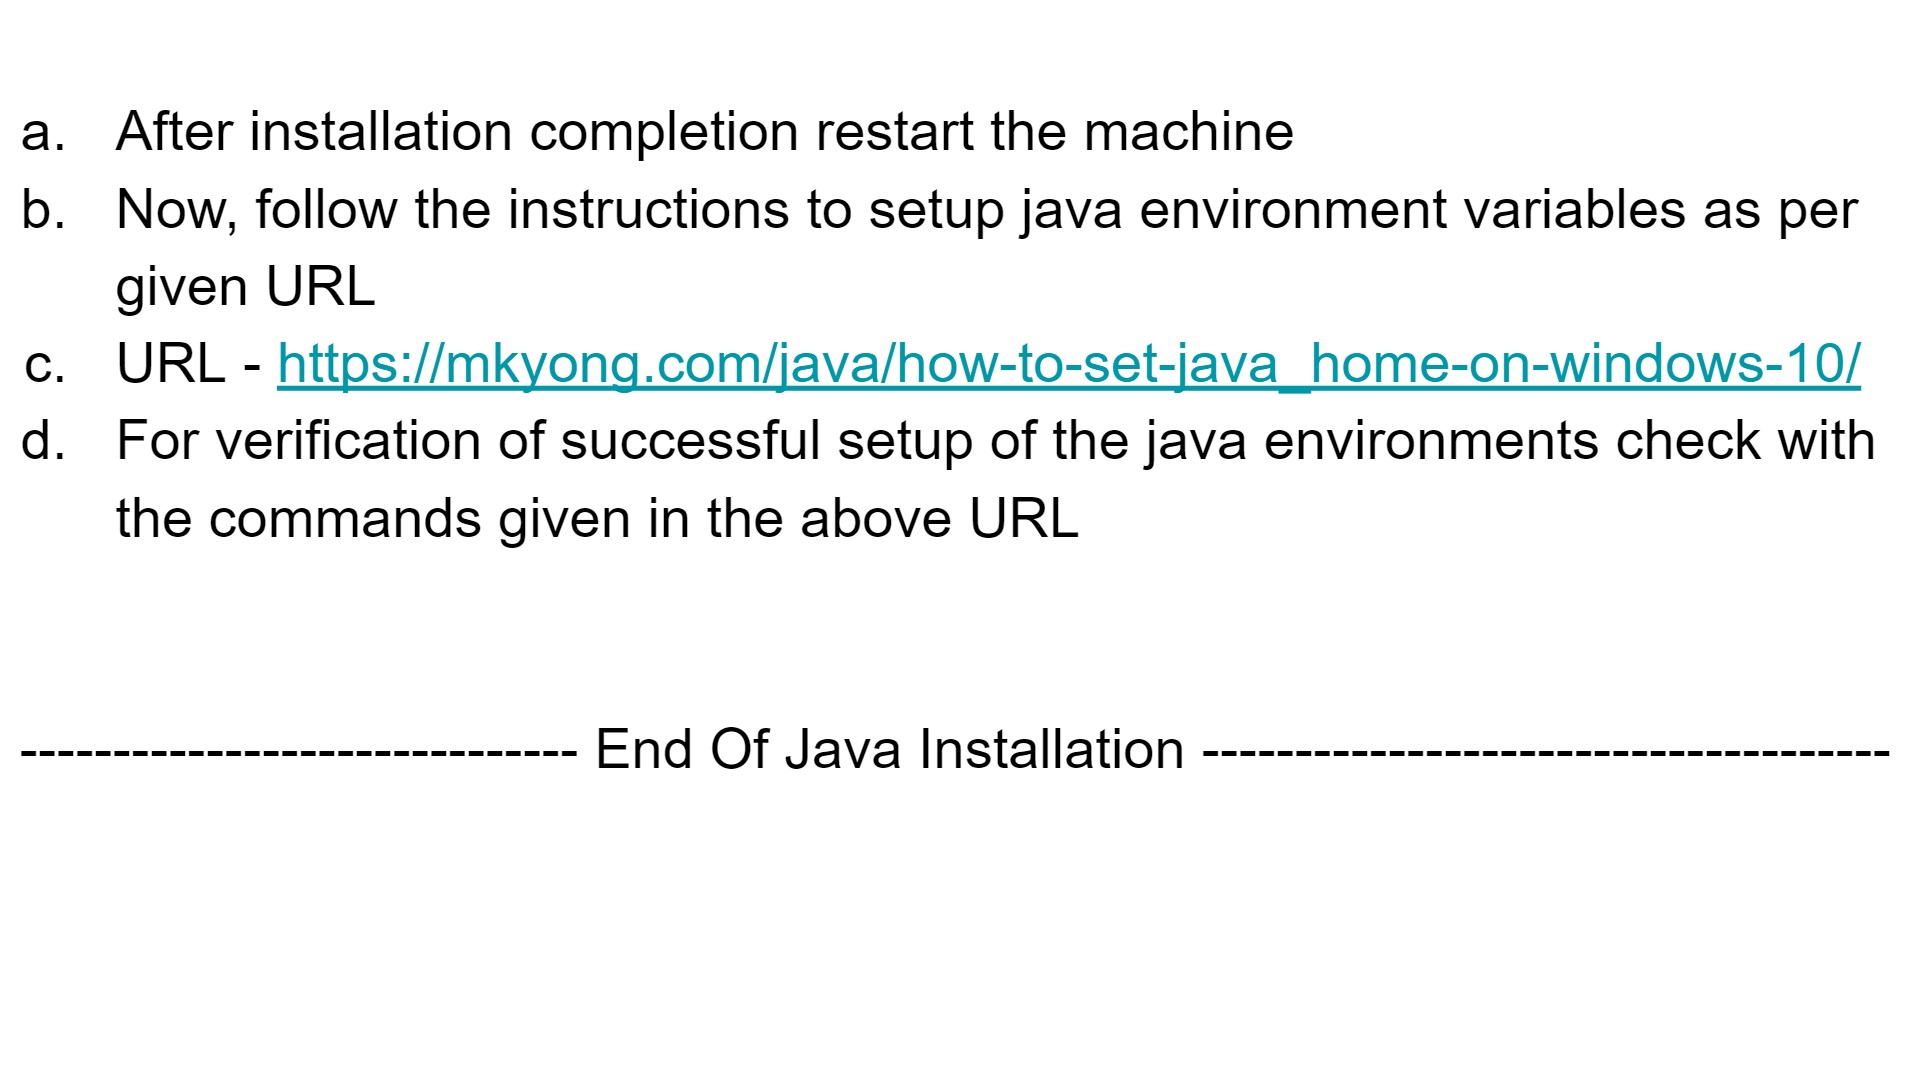 a. After installation completion restart the machine
b. Now, follow the instructions to setup java environment variables as per
given URL
c. URL - https://mkyong.com/java/how-to-set-java_home-on-windows-10/
d. For verification of successful setup of the java environments check with
the commands given in the above URL
------------------------------ End Of Java Installation -------------------------------------